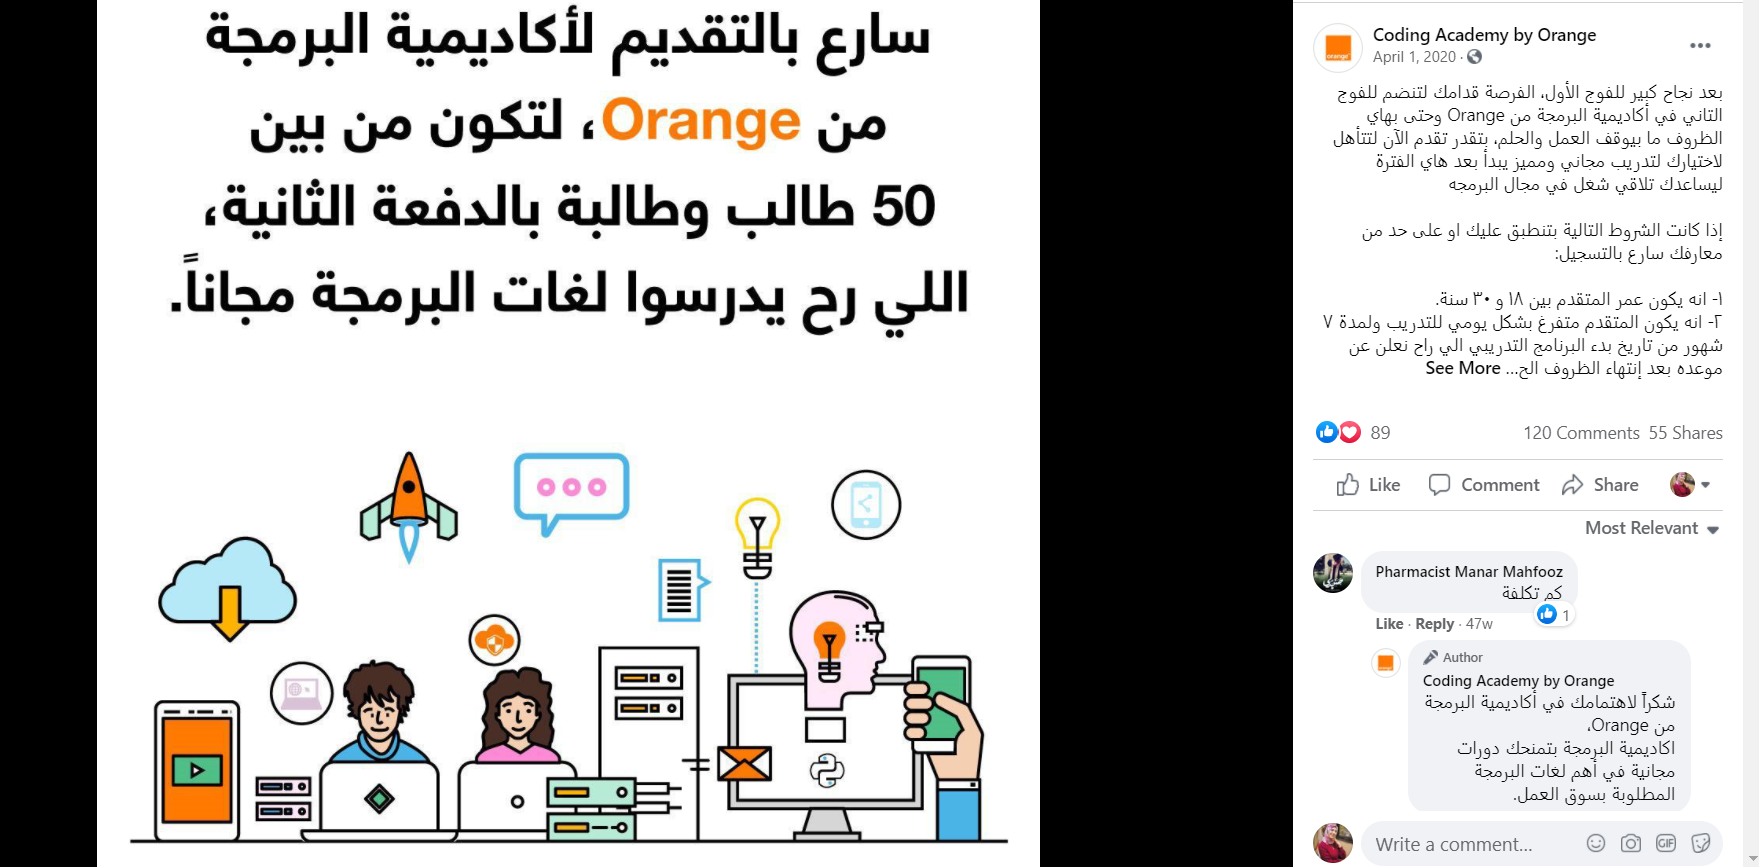 سارع بالتقديم لأكاديمية البرمجة
من Orange، لتكون من بين
50 طالب وطالبة بالدفعة الثانية،
اللي رح يدرسوا لغات البرمجة مجاناً.
Coding Academy by Orange
April 1, 2020 ·
بعد نجاح كبير للفوج الأول، الفرصة قدامك لتنضم للفوج
التاني في أكاديمية البرمجة من Orange وحتى بهاي
الظروف ما بيوقف العمل والحلم، بتقدر تقدم الآن لتتأهل
لاختيارك لتدريب مجاني ومميز يبدأ بعد هاي الفترة
ليساعدك تلاقي شغل في مجال البرمجه
إذا كانت الشروط التالية بتنطبق عليك او على حد من
معارفك سارع بالتسجيل:
١- انه يكون عمر المتقدم بين ١٨ و ٣٠ سنة.
٢- انه يكون المتقدم متفرغ بشكل يومي للتدريب ولمدة ٧
شهور من تاريخ بدء البرنامج التدريبي الي راح نعلن عن
موعده بعد إنتهاء الظروف الح... See More
89
120 Comments 55 Shares
Like Comment Share
Most Relevant
Pharmacist Manar Mahfooz
كم تكلفة
1
Like · Reply · 47w
Author
Coding Academy by Orange
شكراً لاهتمامك في أكاديمية البرمجة
من Orange،
اكاديمية البرمجة بتمنحك دورات
مجانية في أهم لغات البرمجة
المطلوبة بسوق العمل.
Write a comment...
GIF